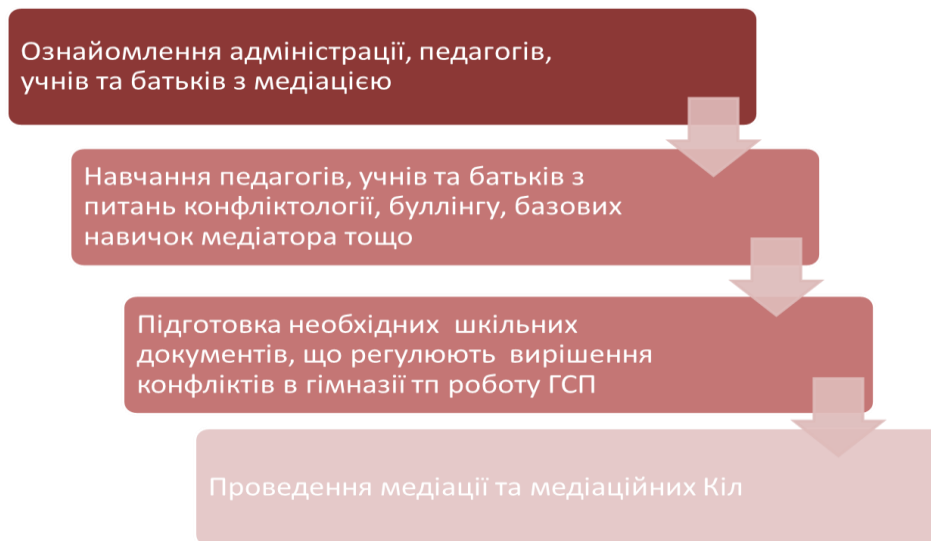 Ознайомлення адміністрації, педагогів,
учнів та батьків з медіацією
Навчання педагогів, учнів та батьків з
питань конфліктології, буллінгу, базових
навичок медіатора тощо
Підготовка необхідних шкільних
документів, що регулюють вирішення
конфліктів в гімназії тп роботу ГСП
Проведення медіації та медіаційних Кіл